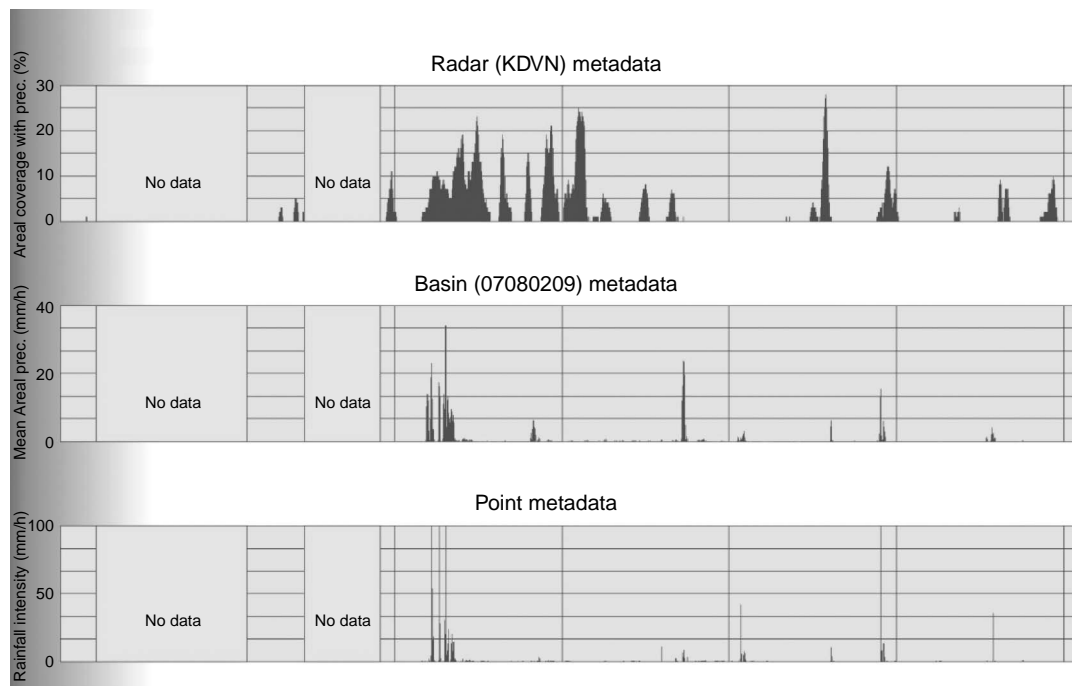 Radar (KDVN) metadata
Areal coverage with prec. (%)
30
20
10
0
No data
No data
Basin (07080209) metadata
Mean Areal prec. (mm/h)
40
20
0
No data
No data
Point metadata
Rainfall intensity (mm/h)
100
50
0
No data
No data